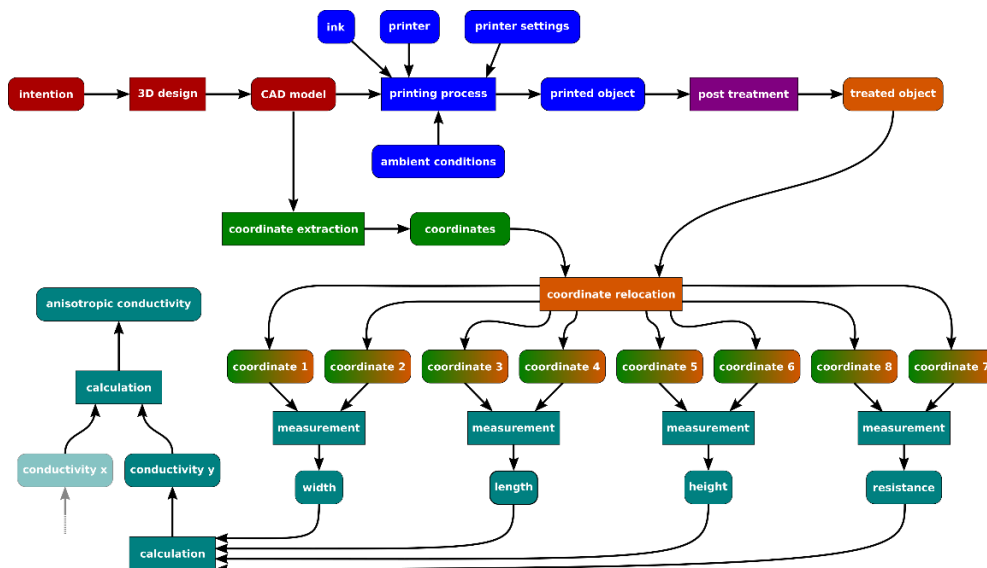 ink
printer
printer settings
intention
3D design
CAD model
printing process
printed object
post treatment
treated object
ambient conditions
coordinate extraction
coordinates
anisotropic conductivity
coordinate relocation
coordinate 1
coordinate 2
coordinate 3
coordinate 4
coordinate 5
coordinate 6
coordinate 8
coordinate 7
calculation
measurement
measurement
measurement
measurement
conductivity x
conductivity y
width
length
height
resistance
calculation